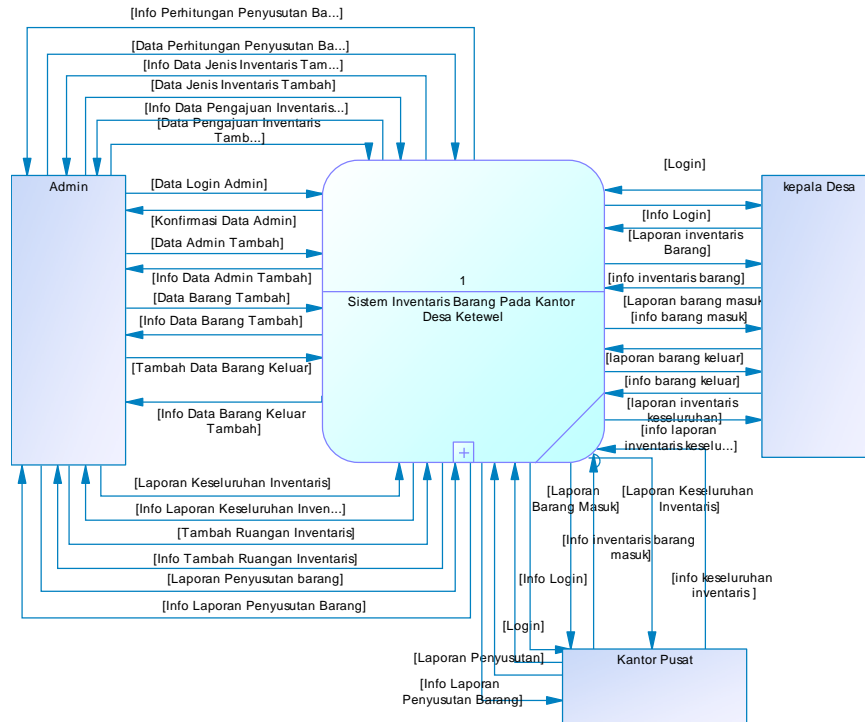 [Info Perhitungan Penyusutan Ba...]
[Data Perhitungan Penyusutan Ba...]
[Info Data Jenis Inventaris Tam...]
[Data Jenis Inventaris Tambah]
[Info Data Pengajuan Inventaris...]
[Data Pengajuan Inventaris
Tamb...]
Admin
[Data Login Admin]
[Konfirmasi Data Admin]
[Data Admin Tambah]
[Info Data Admin Tambah]
[Data Barang Tambah]
[Info Data Barang Tambah]
[Tambah Data Barang Keluar]
[Info Data Barang Keluar
Tambah]
1
Sistem Inventaris Barang Pada Kantor
Desa Ketewel
kepala Desa
[Login]
[Info Login]
[Laporan inventaris
Barang]
[info inventaris barang]
[Laporan barang masuk
[info barang masuk]
[laporan barang keluar]
[info barang keluar]
[laporan inventaris
keseluruhan]
[info laporan
inventaris keselu...]
[Laporan Keseluruhan Inventaris]
[Info Laporan Keseluruhan Inven...]
[Tambah Ruangan Inventaris]
[Info Tambah Ruangan Inventaris]
[Laporan Penyusutan barang]
[Info Laporan Penyusutan Barang]
[Laporan
Barang Masuk]
[Laporan Keseluruhan
Inventaris]
[Info inventaris barang
masuk]
[Info Login]
[info keseluruhan
inventaris ]
[Login]
[Laporan Penyusutan]
[Info Laporan
Penyusutan Barang]
Kantor Pusat